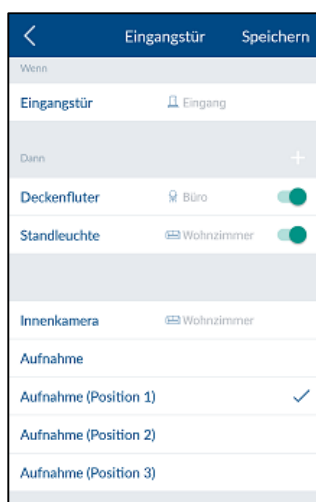 Eingangstür Speichern
Wenn
Eingangstür Eingang
Dann
Deckenfluter Büro
Standleuchte Wohnzimmer
Innenkamera Wohnzimmer
Aufnahme
Aufnahme (Position 1)
Aufnahme (Position 2)
Aufnahme (Position 3)